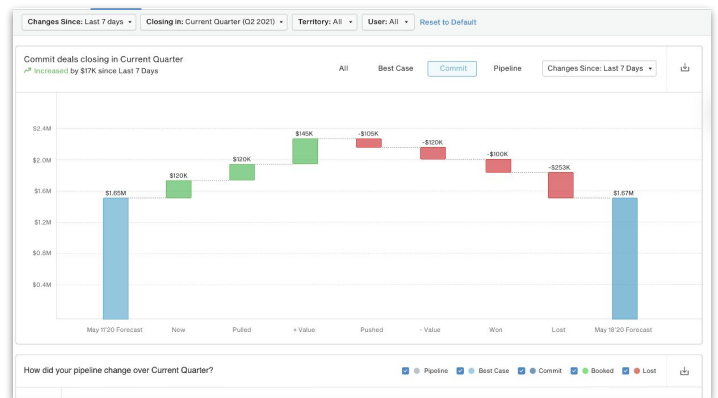 Changes Since: Last 7 days Closing in: Current Quarter (Q2 2021) Territory: All User: All Reset to Default
Commit deals closing in Current Quarter
Increased by $17K since Last 7 Days
All Best Case Commit Pipeline Changes Since: Last 7 Days
$2.4M
$2.0M
$1.6M
$1.2M
$0.8M
$0.4M
$1.65M
$120K
$120K
$145K
-$105K
-$120K
-$100K
-$253K
$1.67M
May 11'20 Forecast New Pulled + Value Pushed - Value Won Lost May 18'20 Forecast
How did your pipeline change over Current Quarter? Pipeline Best Case Commit Booked Lost